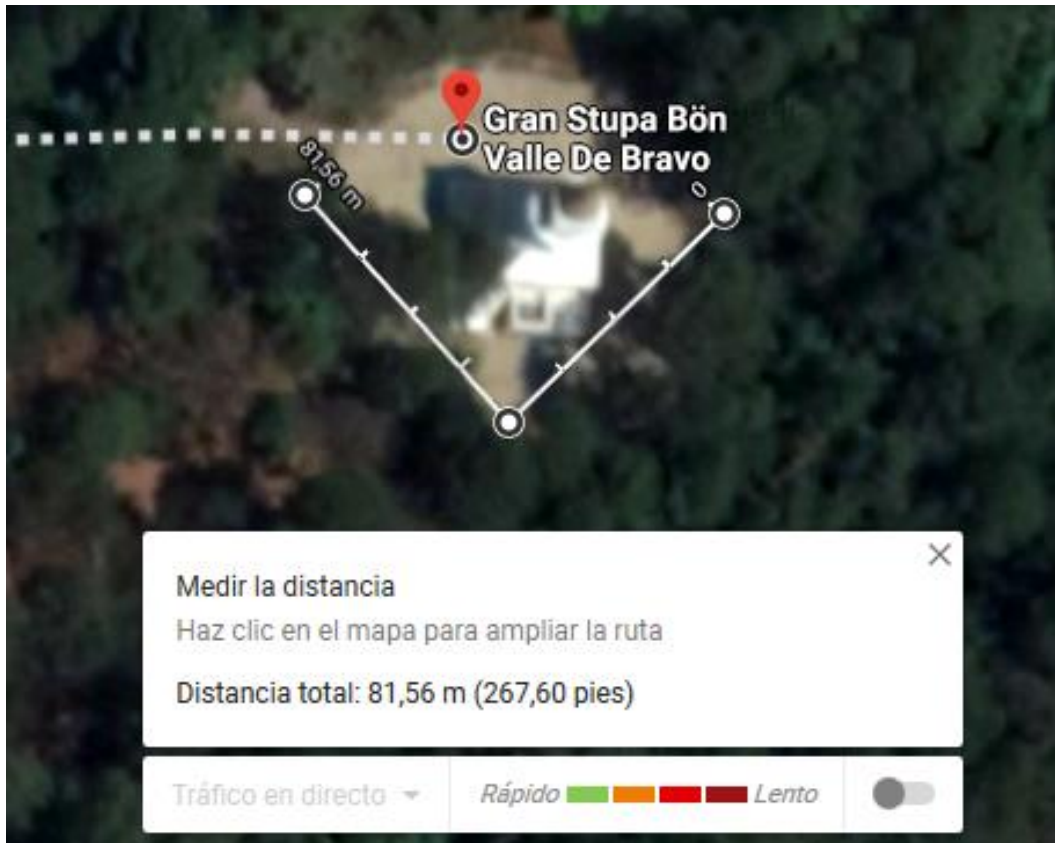 Gran Stupa Bön
Valle De Bravo
81,56 m
0
Medir la distancia
Haz clic en el mapa para ampliar la ruta
Distancia total: 81,56 m (267,60 pies)
Tráfico en directo
Rápido
Lento